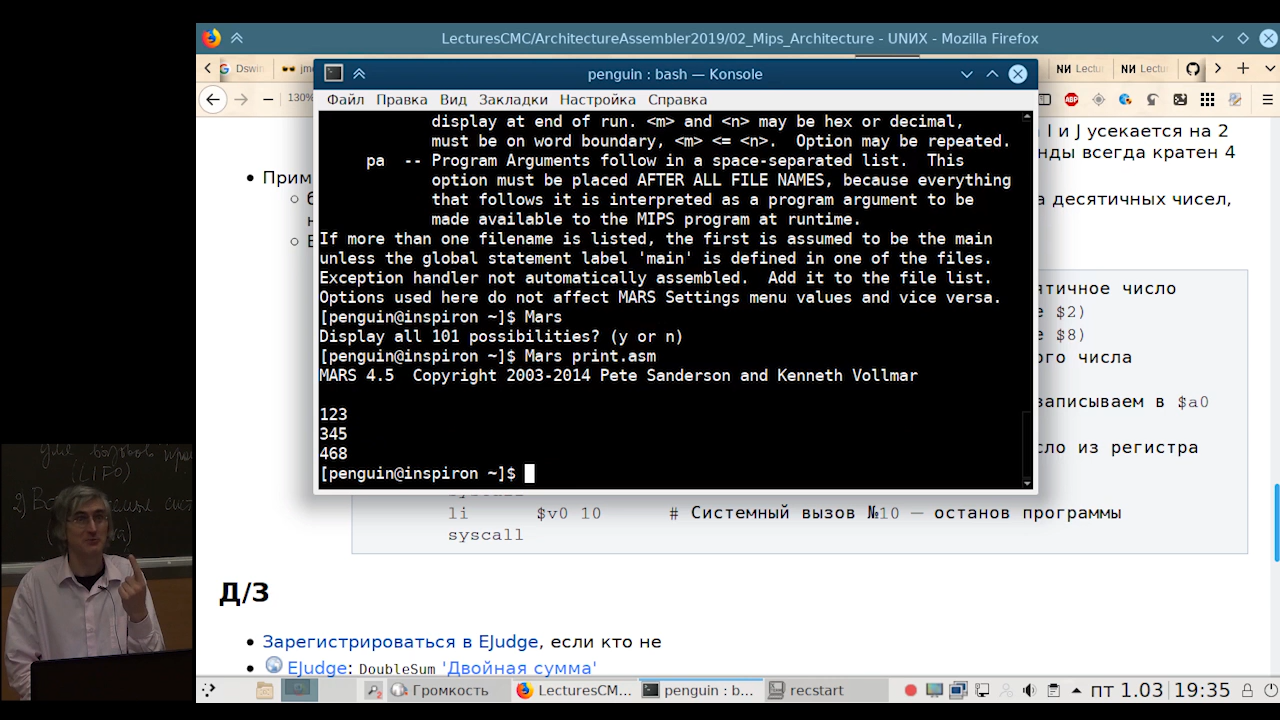 LecturesCMC/ArchitectureAssembler2019/02_Mips_Architecture - UNИX - Mozilla Firefox
Dswin
penguin : bash — Konsole
NИ Lectu
NИ Lectu
130%
Файл Правка Вид Закладки Настройка Справка
display at end of run. <m> and <n> may be hex or decimal,
must be on word boundary, <m> <= <n>. Option may be repeated.
pa -- Program Arguments follow in a space-separated list. This
option must be placed AFTER ALL FILE NAMES, because everything
that follows it is interpreted as a program argument to be
made available to the MIPS program at runtime.
If more than one filename is listed, the first is assumed to be the main
unless the global statement label 'main' is defined in one of the files.
Exception handler not automatically assembled. Add it to the file list.
Options used here do not affect MARS Settings menu values and vice versa.
[penguin@inspiron ~]$ Mars
Display all 101 possibilities? (y or n)
[penguin@inspiron ~]$ Mars print.asm
MARS 4.5 Copyright 2003-2014 Pete Sanderson and Kenneth Vollmar
123
345
468
[penguin@inspiron ~]$
I и J усекается на 2
нды всегда кратен 4
Прим
а десятичных чисел,
ятичное число
е $2)
е $8)
ого числа
записываем в $a0
ло из регистра
li $v0 10 # Системный вызов №10 — останов программы
syscall
Д/З
Зарегистрироваться в EJudge, если кто не
EJudge: DoubleSum 'Двойная сумма'
Громкость
LecturesCM...
penguin : b...
recstart
пт 1.03 19:35
(LIFO)